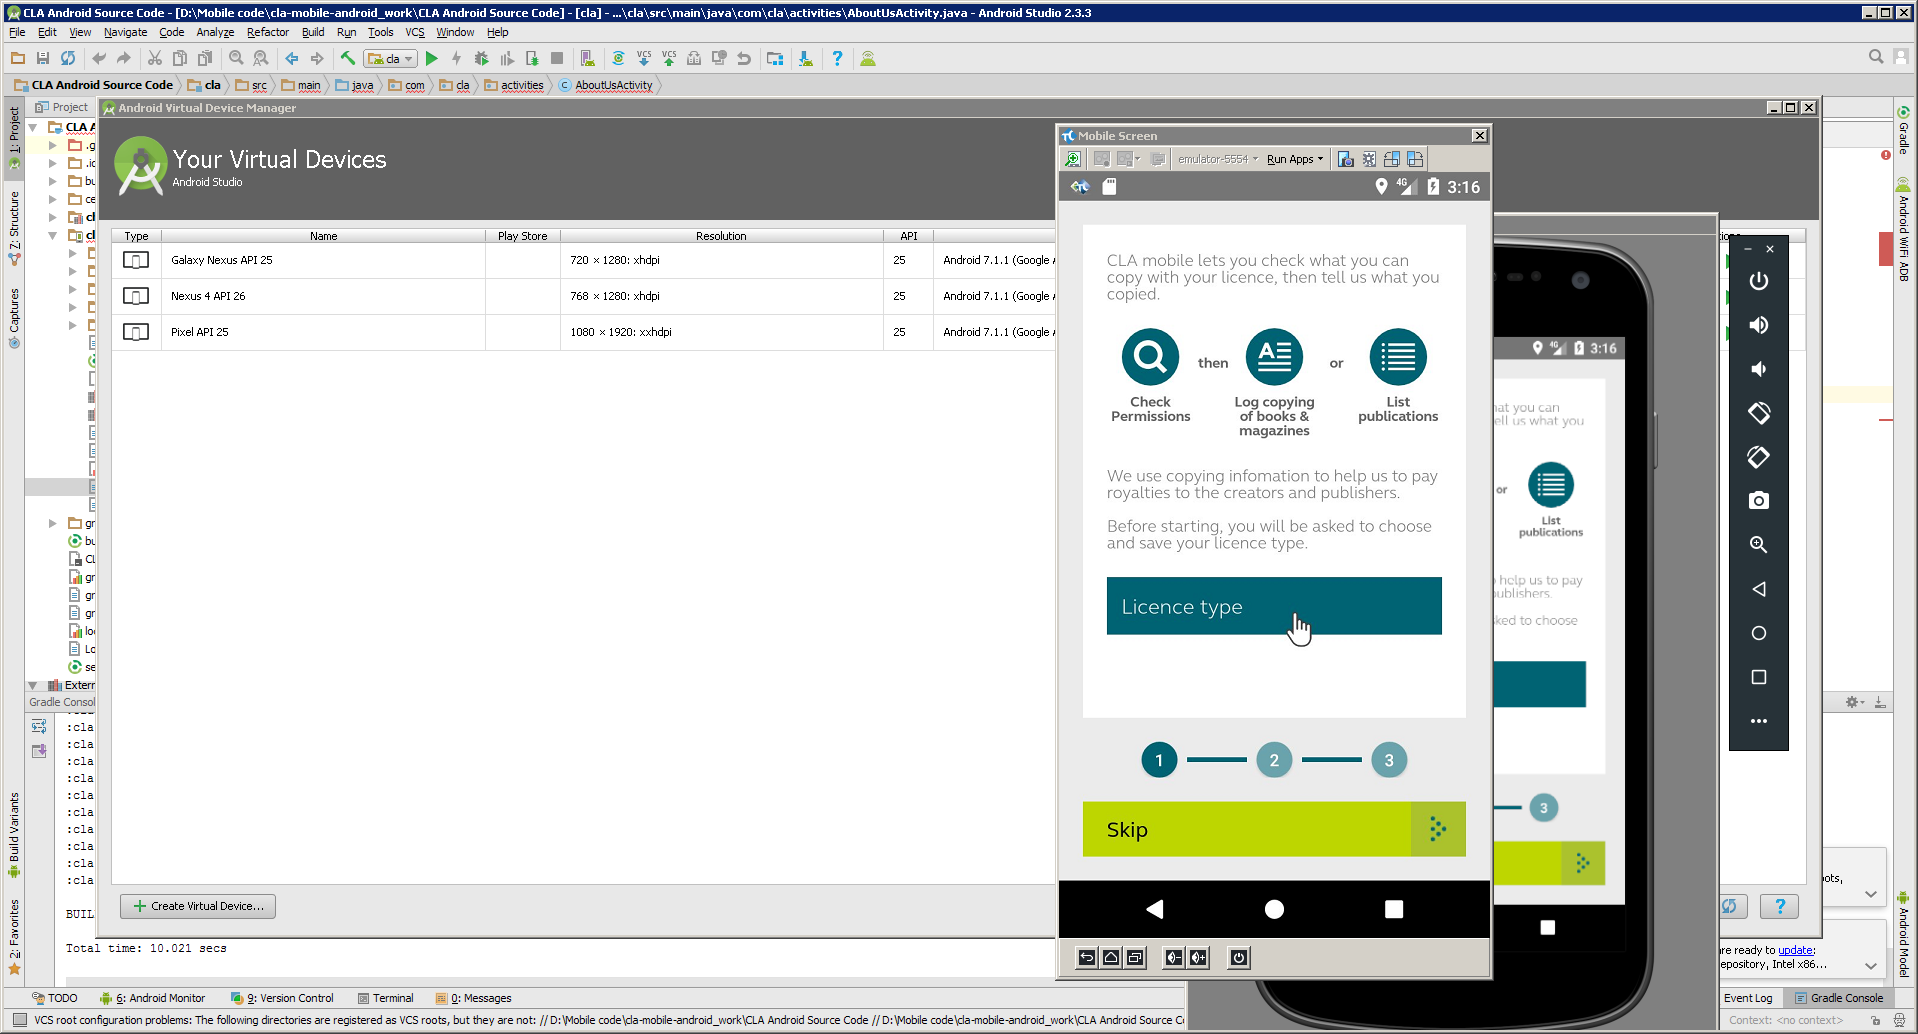 CLA Android Source Code - [D:\Mobile code\cla-mobile-android_work\CLA Android Source Code] - [cla] - ...\cla\src\main\java\com\cla\activities\AboutUsActivity.java - Android Studio 2.3.3
File Edit View Navigate Code Analyze Refactor Build Run Tools VCS Window Help
cla
VCS VCS
CLA Android Source Code cla src main java com cla activities AboutUsActivity
Project
Android Virtual Device Manager
Your Virtual Devices
Android Studio
Type Name Play Store Resolution API
Galaxy Nexus API 25 720 × 1280: xhdpi 25 Android 7.1.1 (Google
Nexus 4 API 26 768 × 1280: xhdpi 25 Android 7.1.1 (Google
Pixel API 25 1080 × 1920: xxhdpi 25 Android 7.1.1 (Google
Create Virtual Device...
1: Project
7: Structure
Captures
Build Variants
2: Favorites
CLA A
Extern
Gradle Consol
:cla
:cla
:cla
:cla
:cla
:cla
:cla
:cla
:cla
:cla
BUIL
Total time: 10.021 secs
Mobile Screen
emulator-5554 Run Apps
4G 3:16
CLA mobile lets you check what you can
copy with your licence, then tell us what you
copied.
then or
Check
Permissions
Log copying
of books &
magazines
List
publications
We use copying infomation to help us to pay
royalties to the creators and publishers.
Before starting, you will be asked to choose
and save your licence type.
Licence type
1 2 3
Skip
4G 3:16
hat you can
ell us what you
or
List
publications
help us to pay
ublishers.
sked to choose
3
Gradle
Android WiFi ADB
Android Model
ots,
re ready to update:
epository, Intel x86...
TODO 6: Android Monitor 9: Version Control Terminal 0: Messages
Event Log Gradle Console
VCS root configuration problems: The following directories are registered as VCS roots, but they are not: // D:\Mobile code\cla-mobile-android_work\CLA Android Source Code // D:\Mobile code\cla-mobile-android_work\CLA Android Source C
Context: <no context>